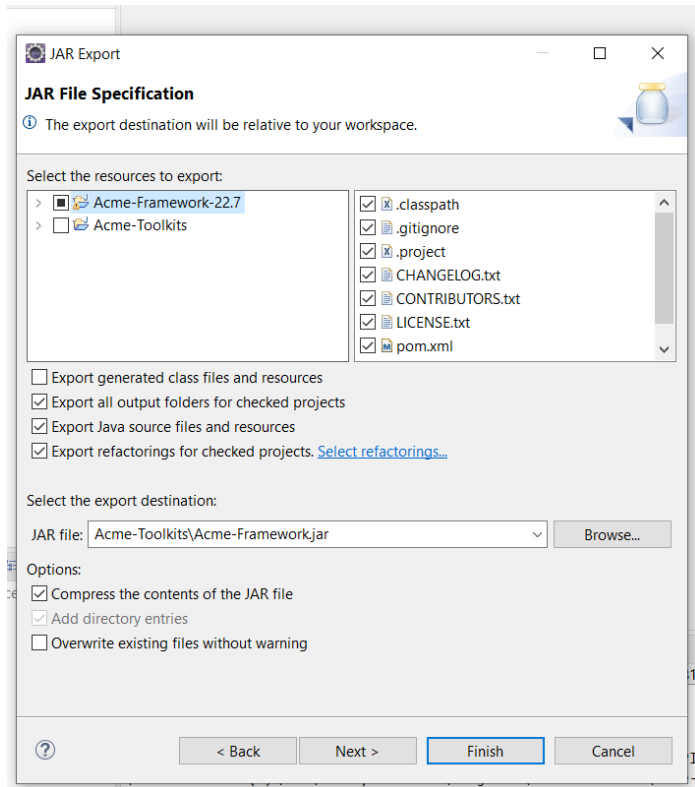 JAR Export
JAR File Specification
The export destination will be relative to your workspace.
Select the resources to export:
Acme-Framework-22.7
Acme-Toolkits
.classpath
.gitignore
.project
CHANGELOG.txt
CONTRIBUTORS.txt
LICENSE.txt
pom.xml
Export generated class files and resources
Export all output folders for checked projects
Export Java source files and resources
Export refactorings for checked projects. Select refactorings...
Select the export destination:
JAR file: Acme-Toolkits\Acme-Framework.jar Browse...
Options:
Compress the contents of the JAR file
Add directory entries
Overwrite existing files without warning
? < Back Next > Finish Cancel